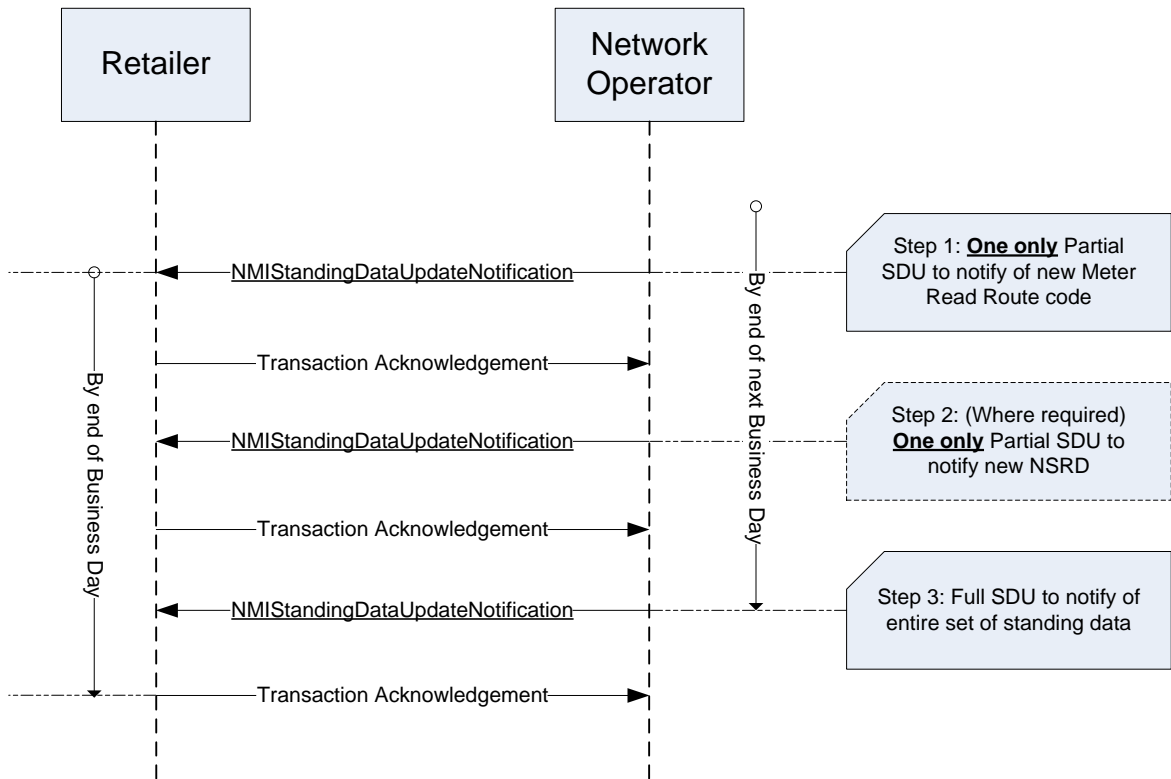 Retailer
Network
Operator
Step 1: One only Partial
SDU to notify of new Meter
Read Route code
NMIStandingDataUpdateNotification
By end of next Business Day
By end of Business Day
Transaction Acknowledgement
Step 2: (Where required)
One only Partial SDU to
notify new NSRD
NMIStandingDataUpdateNotification
Transaction Acknowledgement
Step 3: Full SDU to notify of
entire set of standing data
NMIStandingDataUpdateNotification
Transaction Acknowledgement